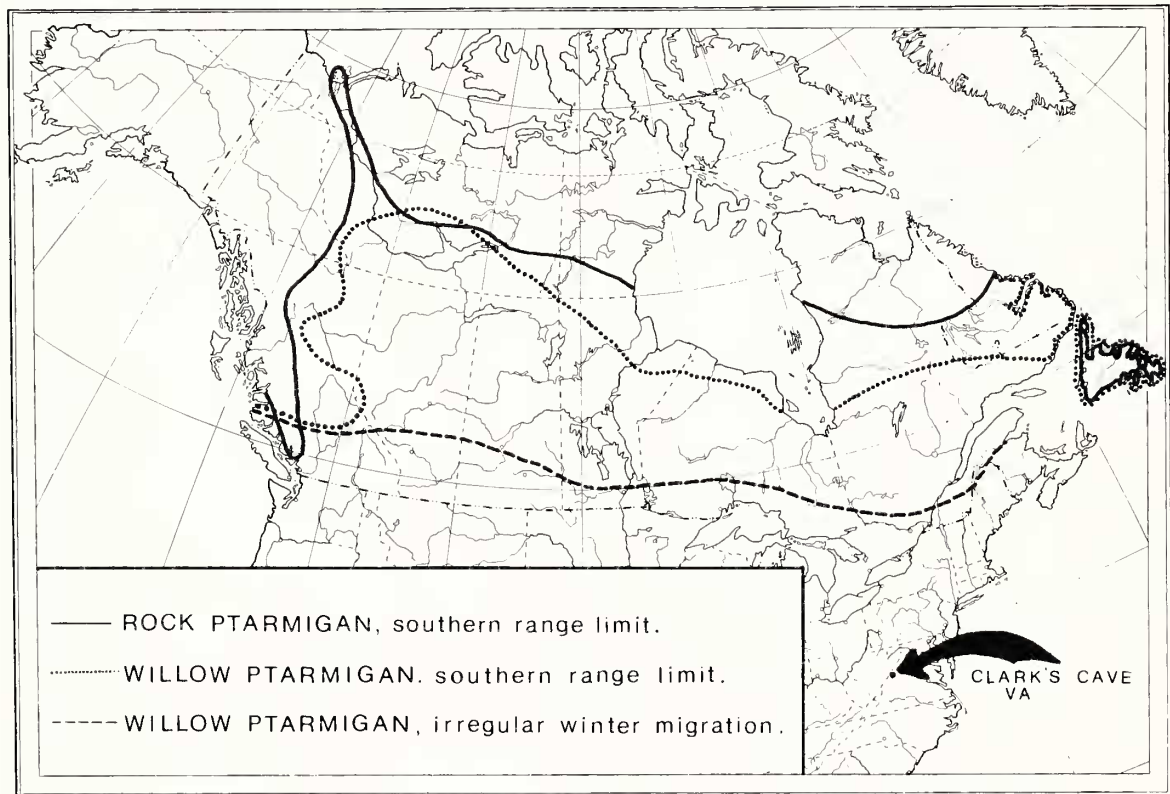 ROCK PTARMIGAN, southern range limit.
WILLOW PTARMIGAN. southern range limit.
WILLOW PTARMIGAN, irregular winter migration.
CLARK'S CAVE
VA